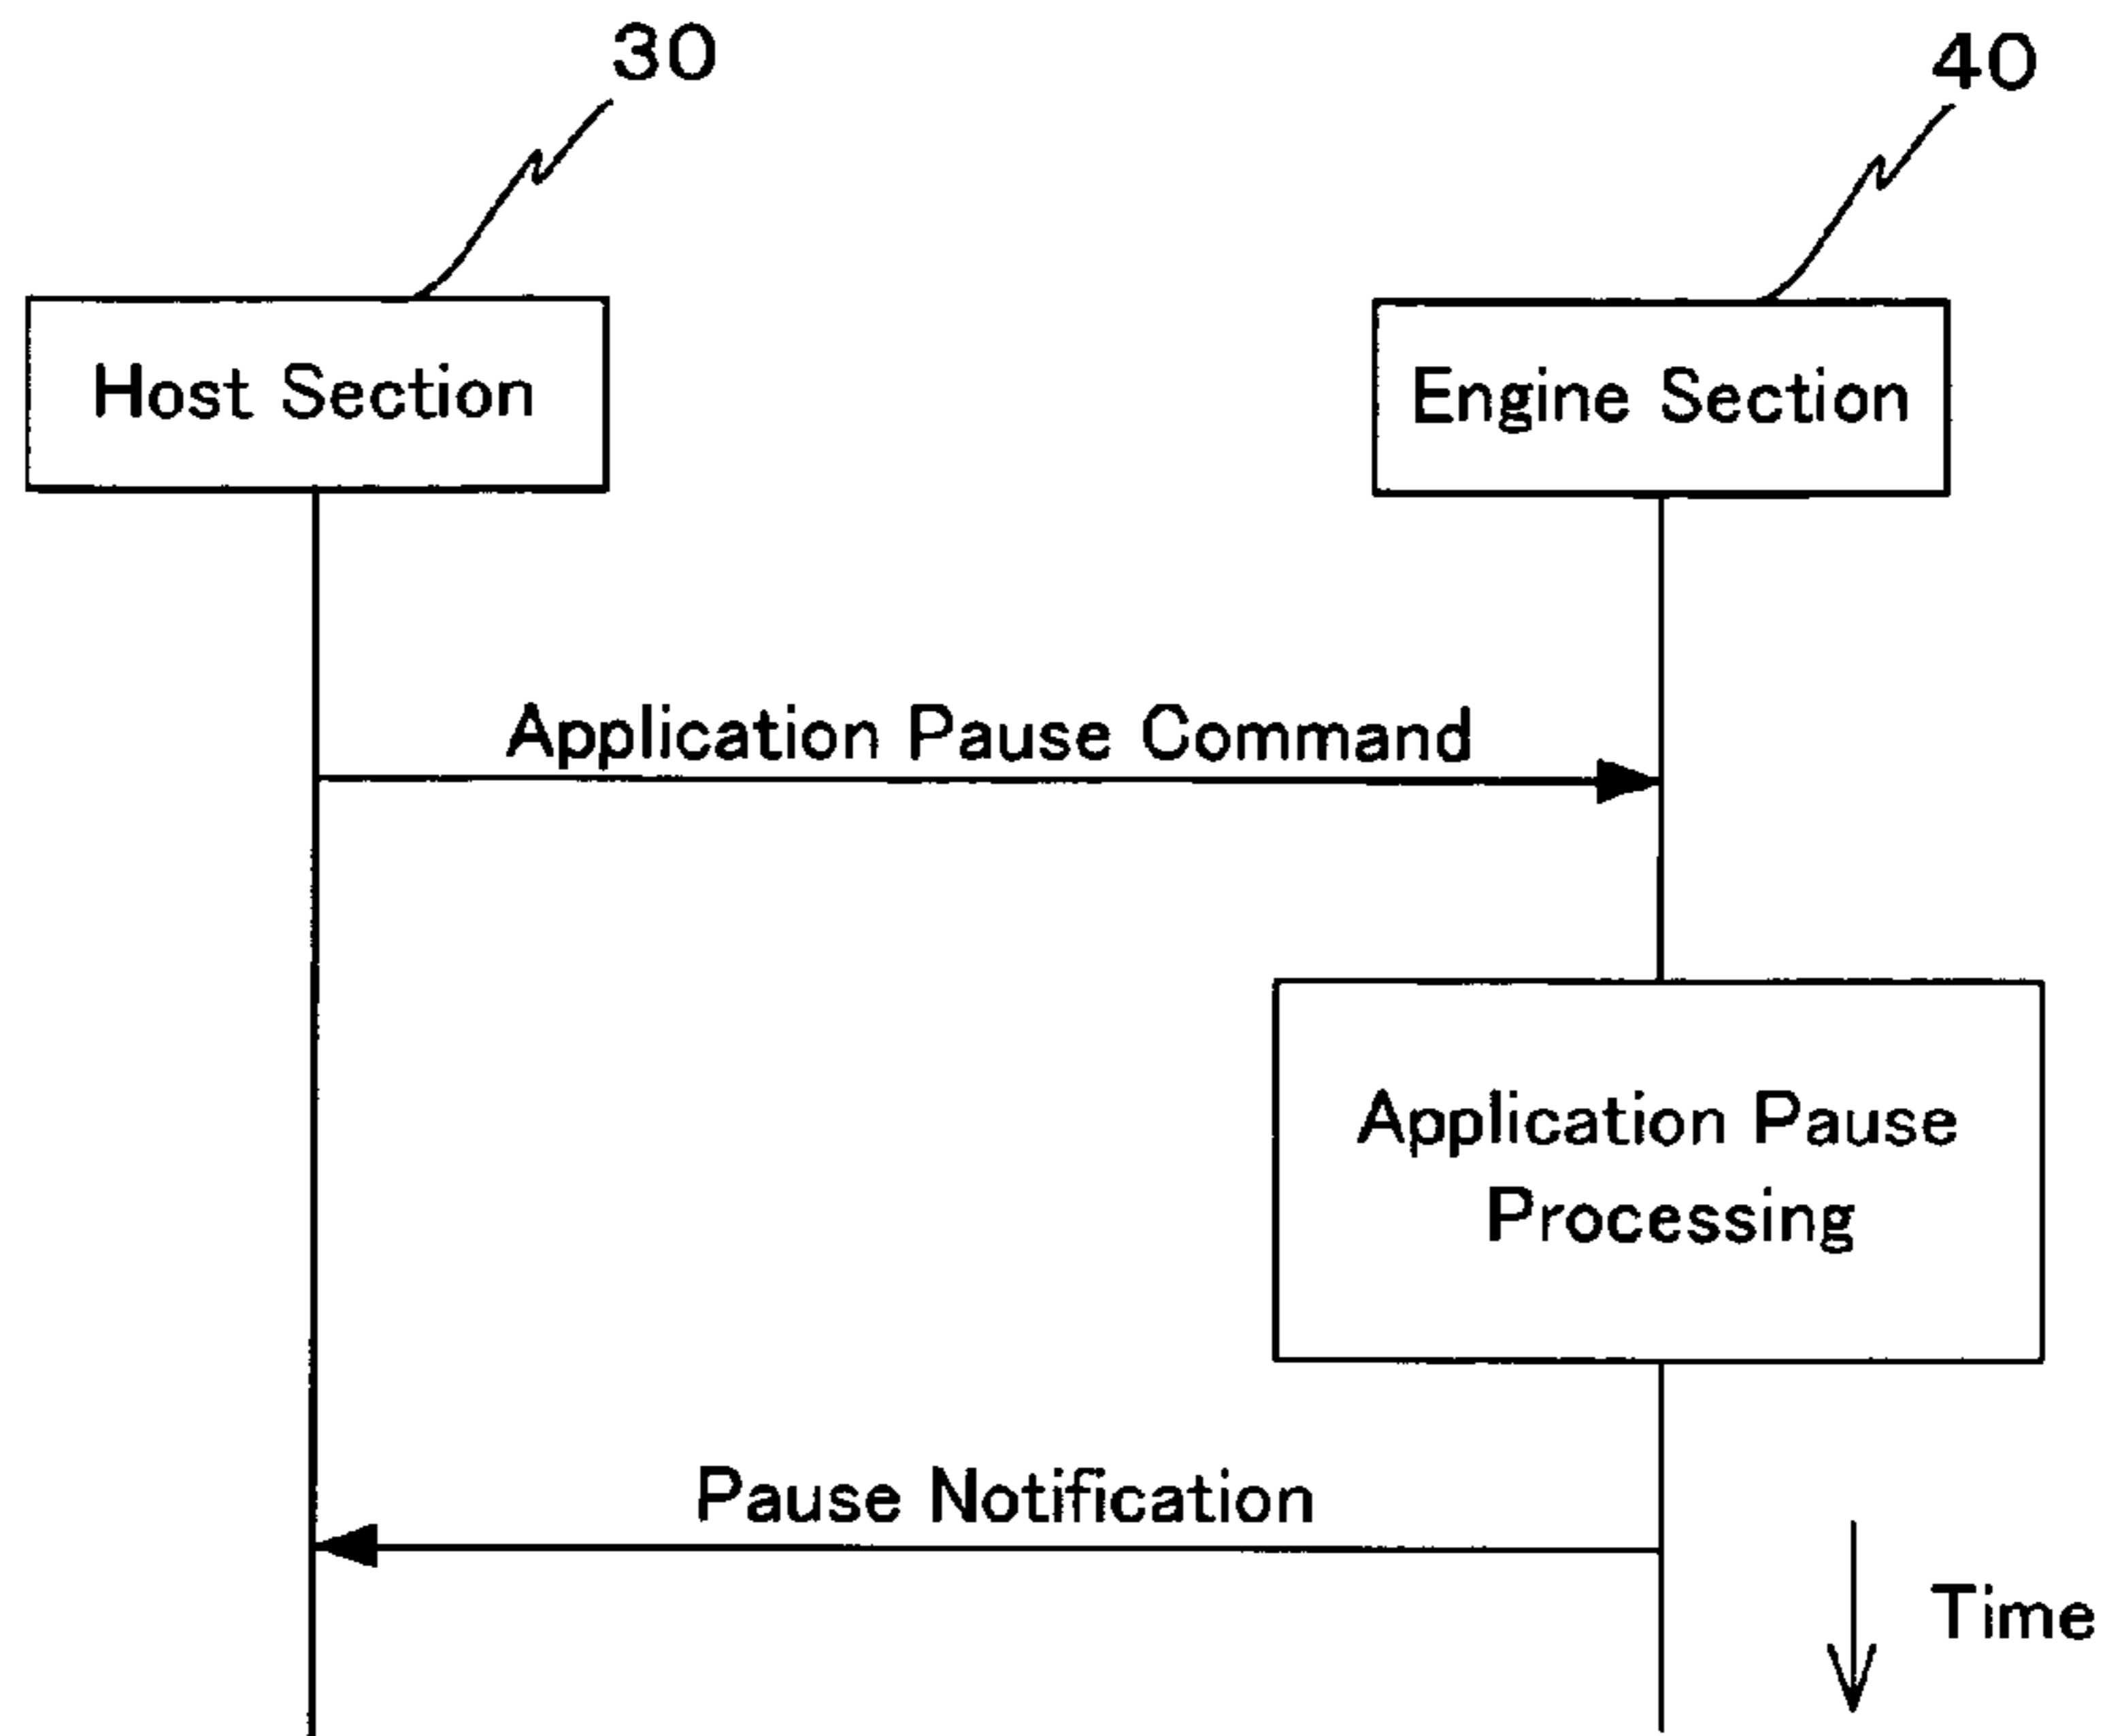 30
40
Host Section
Engine Section
Application Pause Command
Application Pause
Processing
Pause Notification
Time